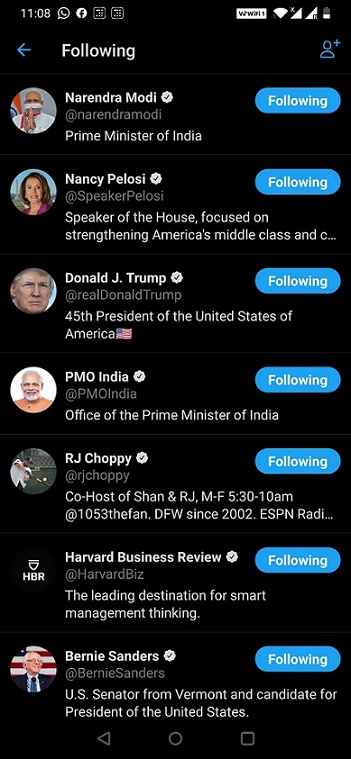 11:08 VoWiFi 1
Following
Narendra Modi
Following
@narendramodi
Prime Minister of India
Nancy Pelosi
Following
@SpeakerPelosi
Speaker of the House, focused on
strengthening America's middle class and c...
Donald J. Trump
Following
@realDonaldTrump
45th President of the United States of
America🇺🇸
PMO India
Following
@PMOIndia
Office of the Prime Minister of India
RJ Choppy
Following
@rjchoppy
Co-Host of Shan & RJ, M-F 5:30-10am
@1053thefan. DFW since 2002. ESPN Radi...
HBR
Harvard Business Review
Following
@HarvardBiz
The leading destination for smart
management thinking.
Bernie Sanders
Following
@BernieSanders
U.S. Senator from Vermont and candidate for
President of the United States.